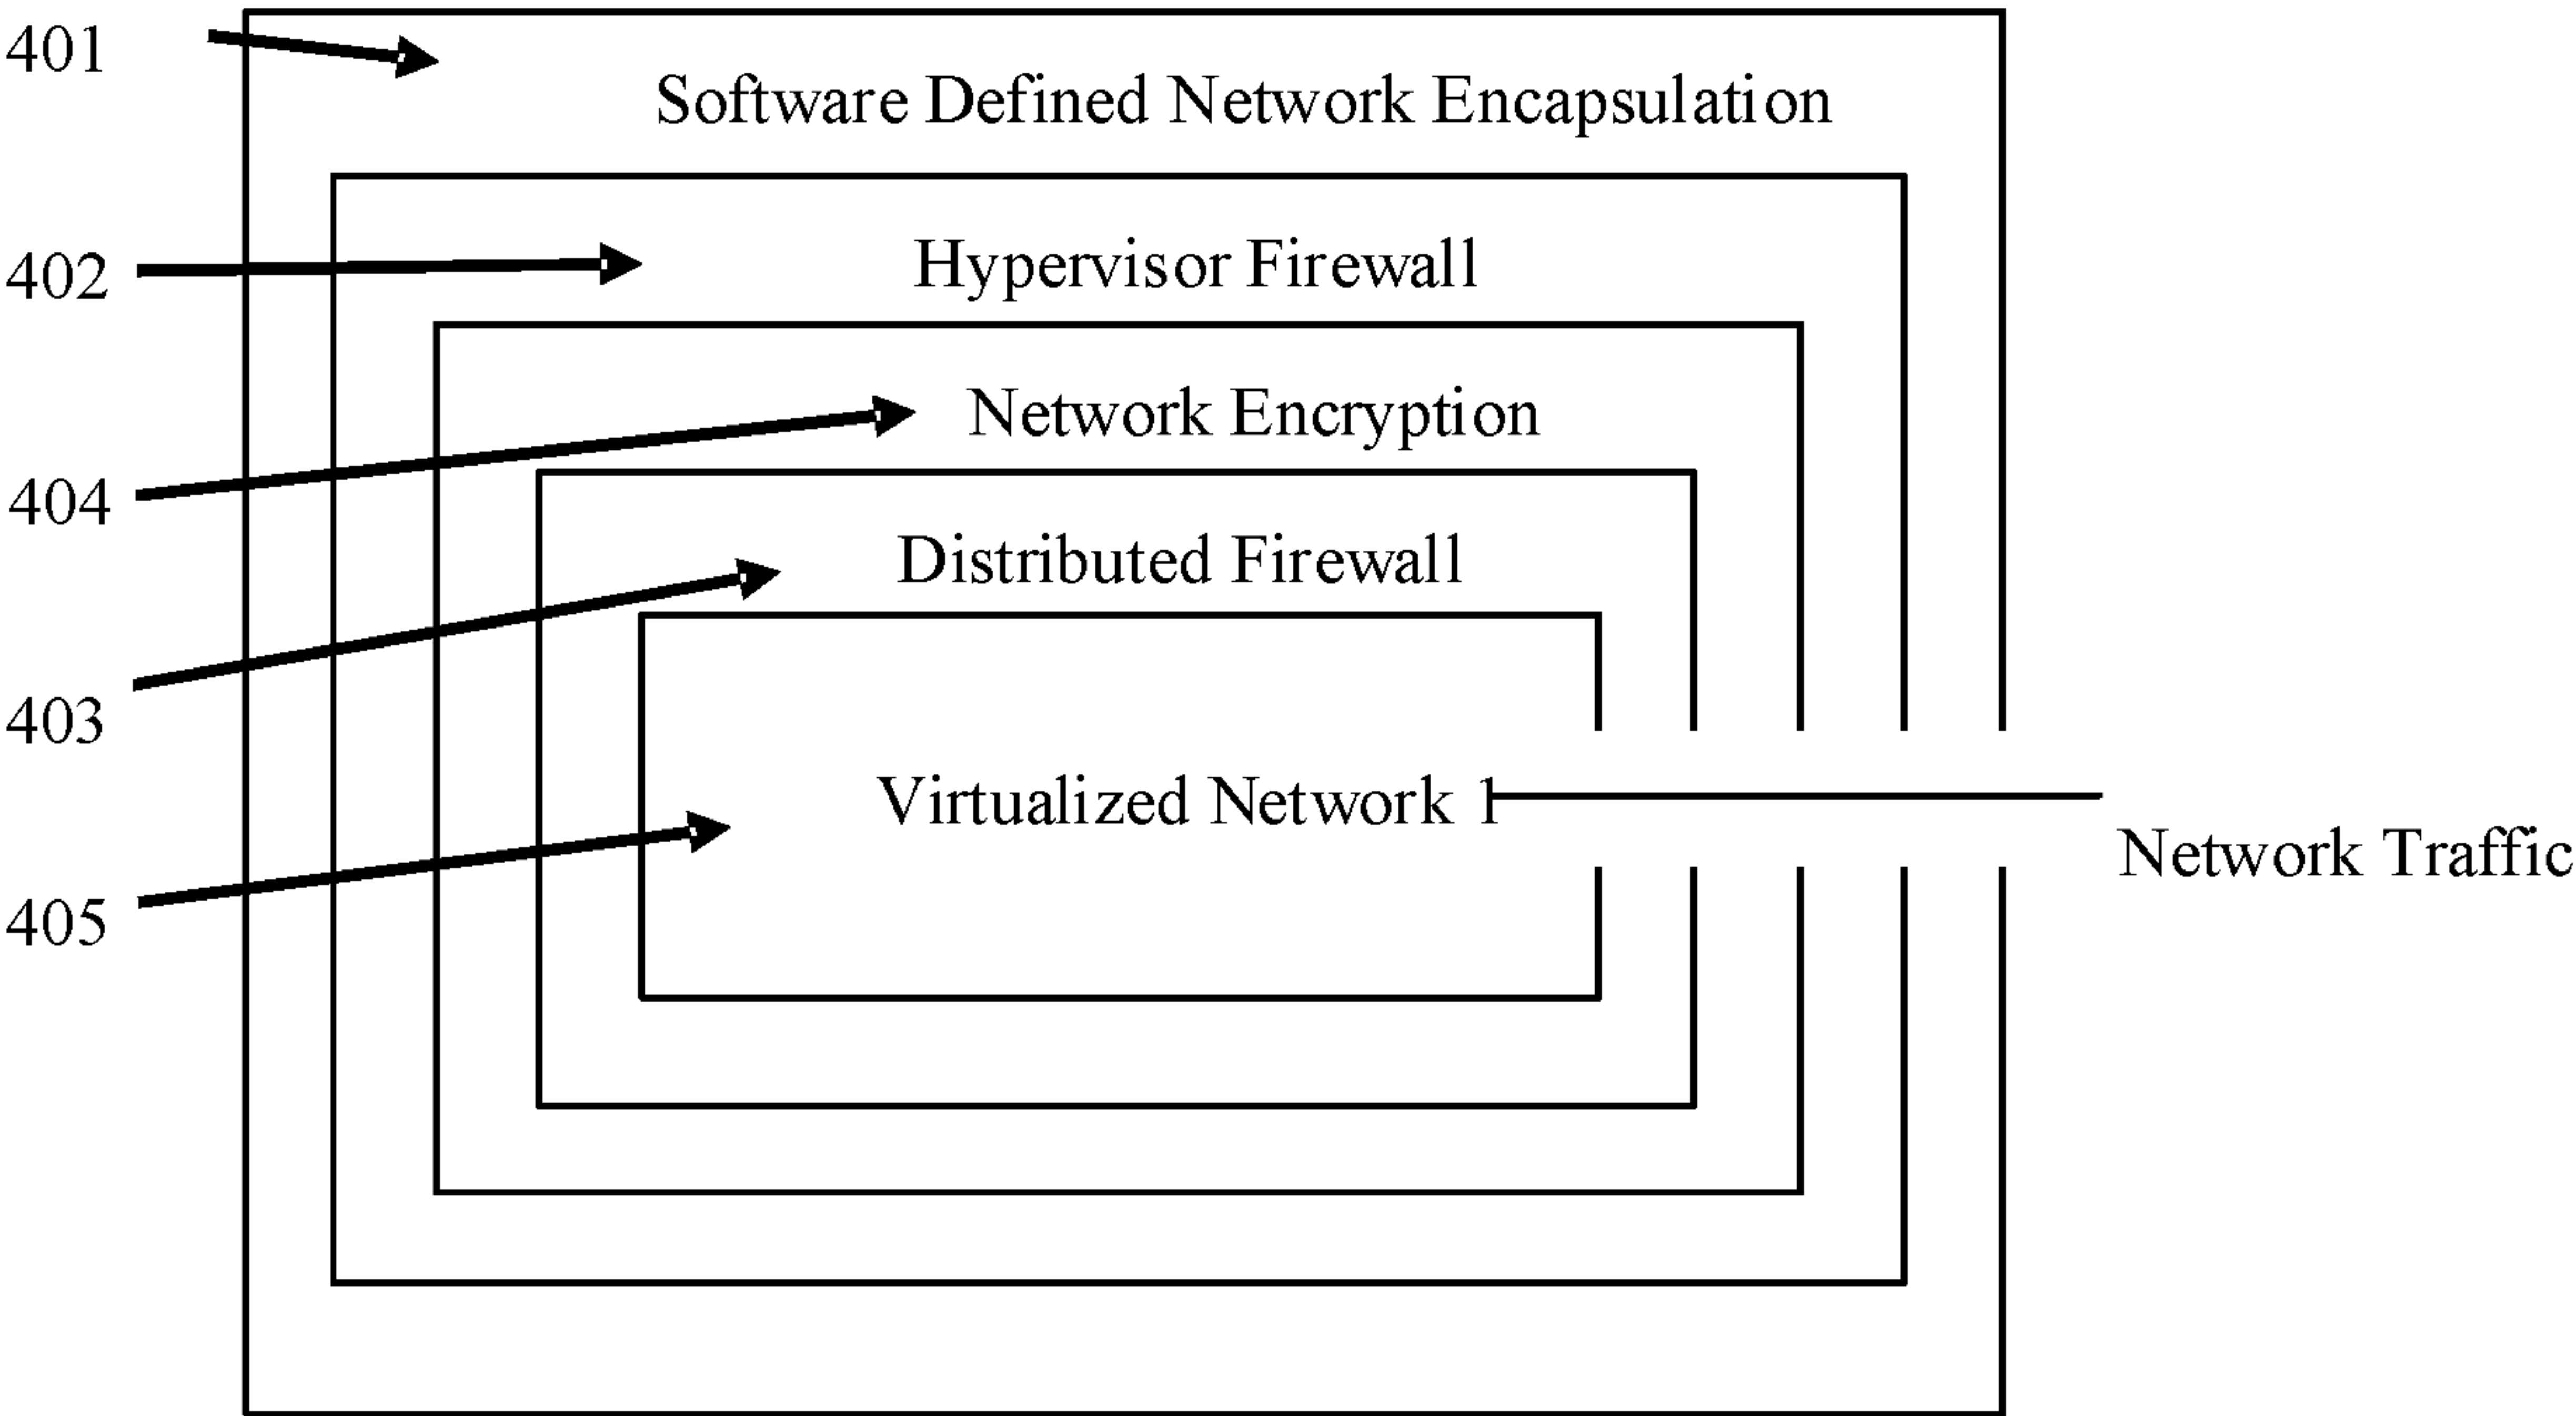 401
Software Defined Network Encapsulation
402
Hypervisor Firewall
404
Network Encryption
403
Distributed Firewall
405
Virtualized Network 1
Network Traffic